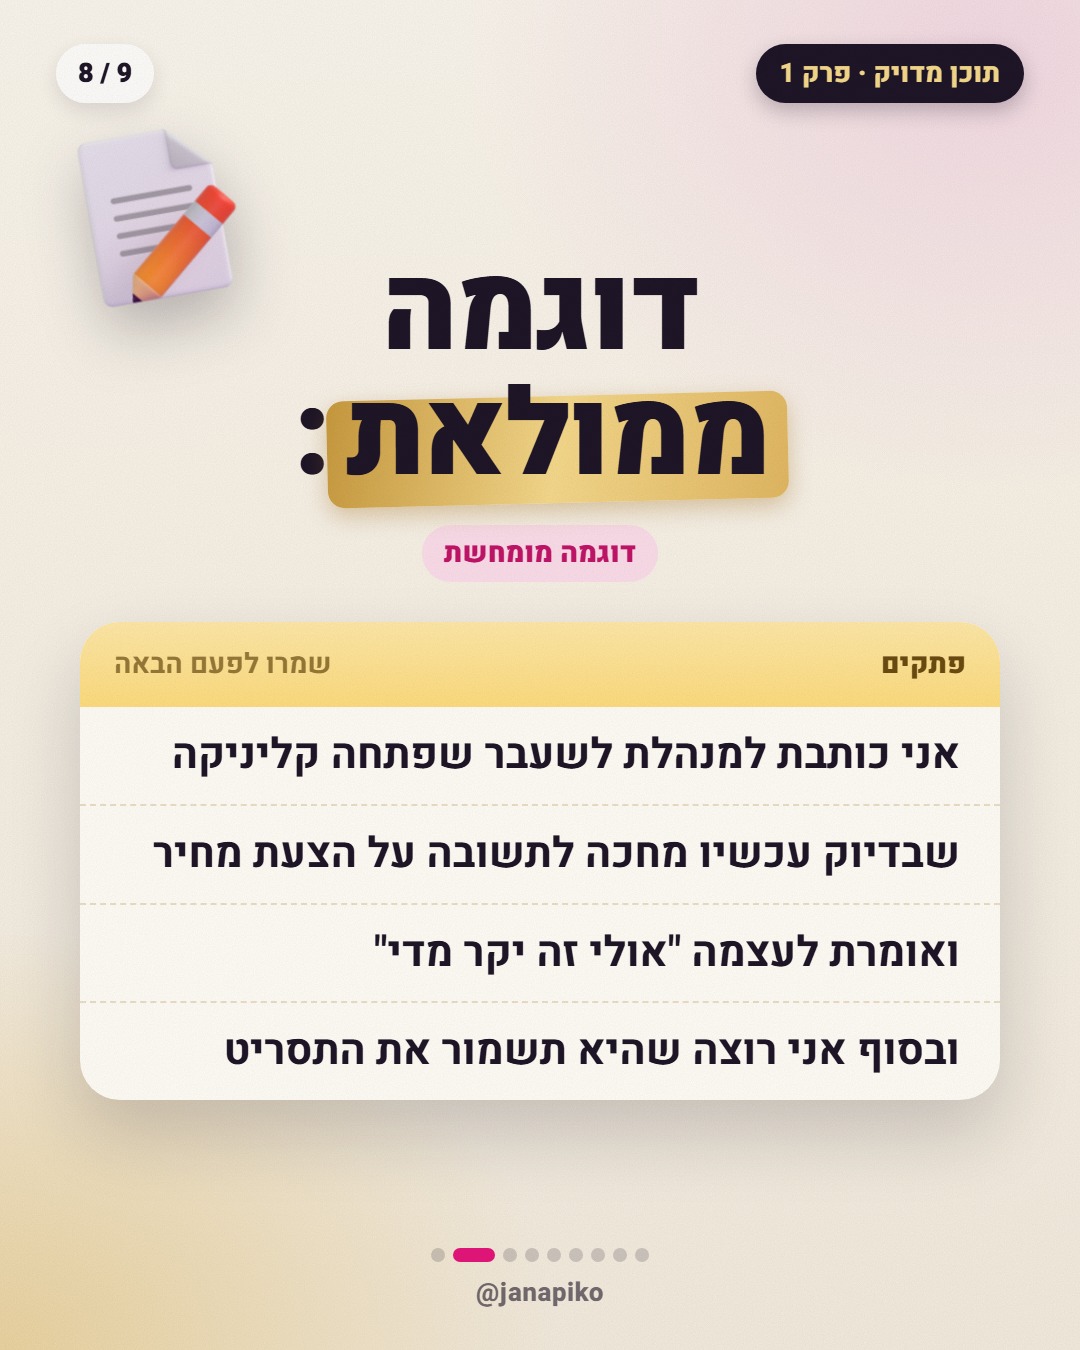 תוכן מדויק · פרק 1
8 / 9
דוגמה
ממולאת:
דוגמה מומחשת
פתקים
שמרו לפעם הבאה
אני כותבת למנהלת לשעבר שפתחה קליניקה
שבדיוק עכשיו מחכה לתשובה על הצעת מחיר
ואומרת לעצמה "אולי זה יקר מדי"
ובסוף אני רוצה שהיא תשמור את התסריט
@janapiko